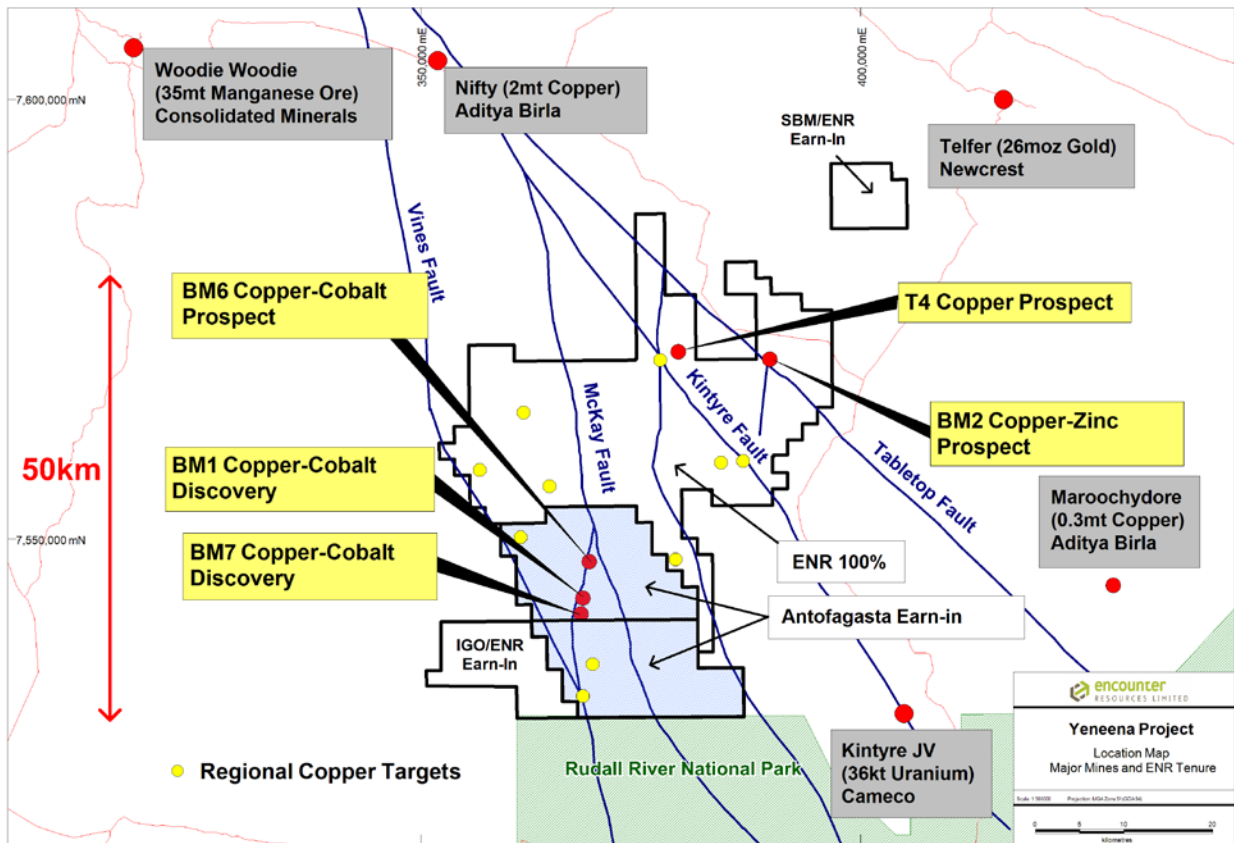 350,000 mE
400,000 mE
7,600,000 mN
7,550,000 mN
Woodie Woodie
(35mt Manganese Ore)
Consolidated Minerals
Nifty (2mt Copper)
Aditya Birla
SBM/ENR
Earn-In
Telfer (26moz Gold)
Newcrest
Vines Fault
BM6 Copper-Cobalt
Prospect
T4 Copper Prospect
McKay Fault
Kintyre Fault
BM2 Copper-Zinc
Prospect
50km
BM1 Copper-Cobalt
Discovery
Tabletop Fault
Maroochydore
(0.3mt Copper)
Aditya Birla
BM7 Copper-Cobalt
Discovery
ENR 100%
Antofagasta Earn-in
IGO/ENR
Earn-In
Regional Copper Targets
Rudall River National Park
Kintyre JV
(36kt Uranium)
Cameco
encounter
RESOURCES LIMITED
Yeneena Project
Location Map
Major Mines and ENR Tenure
0 5 10 20
kilometres